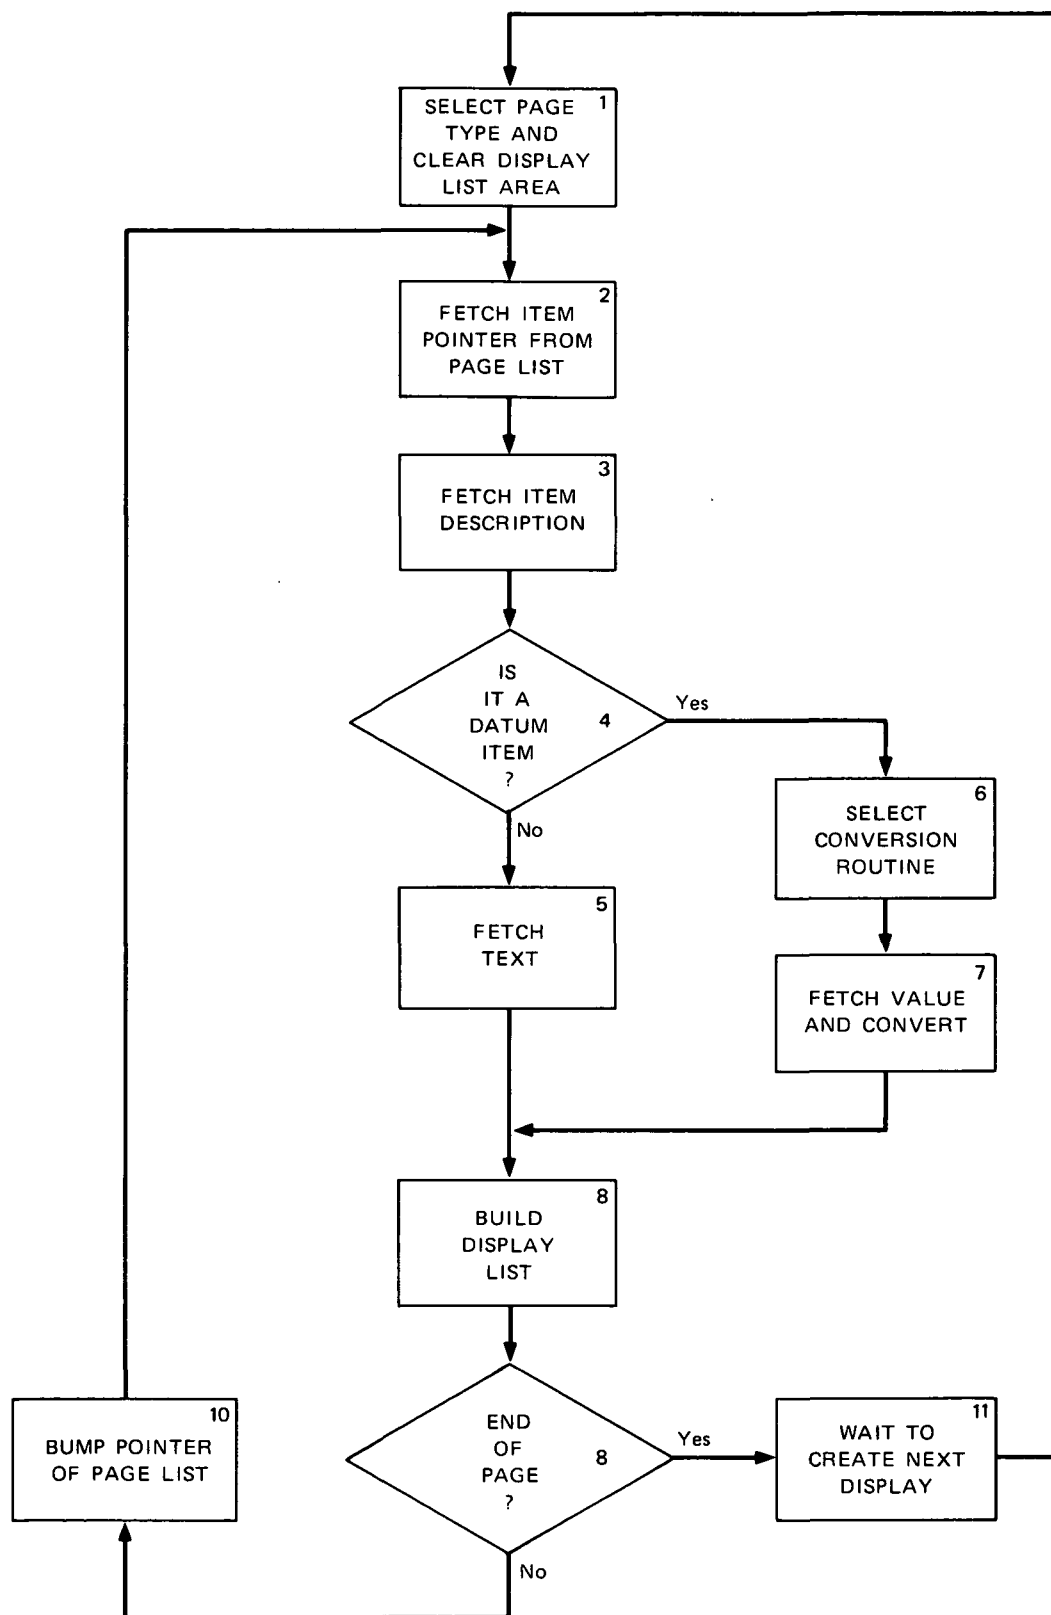 1
SELECT PAGE
TYPE AND
CLEAR DISPLAY
LIST AREA
2
FETCH ITEM
POINTER FROM
PAGE LIST
3
FETCH ITEM
DESCRIPTION
IS
IT A
DATUM
ITEM
?
4
Yes
No
6
SELECT
CONVERSION
ROUTINE
5
FETCH
TEXT
7
FETCH VALUE
AND CONVERT
8
BUILD
DISPLAY
LIST
10
BUMP POINTER
OF PAGE LIST
END
OF
PAGE
?
8
Yes
No
11
WAIT TO
CREATE NEXT
DISPLAY